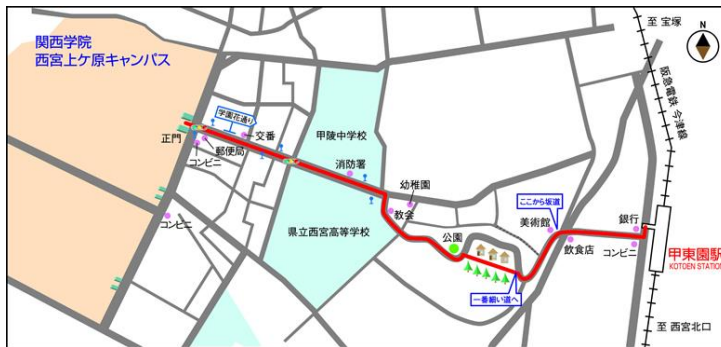 関西学院
西宮上ケ原キャンパス
至 宝塚
N
阪急電鉄 今津線
学園花通り
正門
交番
郵便局
コンビニ
甲陵中学校
消防署
幼稚園
教会
ここから坂道
美術館
銀行
コンビニ
公園
飲食店
甲東園駅
KOTOEN STATION
コンビニ
県立西宮高等学校
一番細い道へ
至 西宮北口